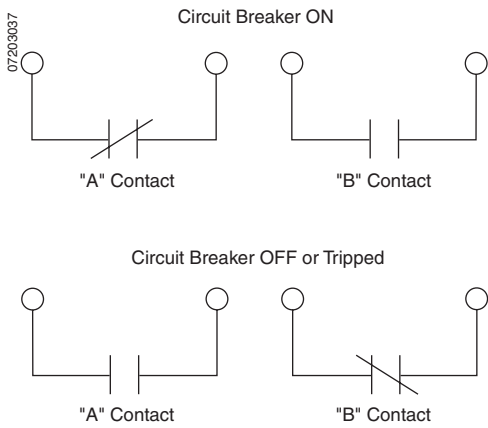 07203037
Circuit Breaker ON
"A" Contact
"B" Contact
Circuit Breaker OFF or Tripped
"A" Contact
"B" Contact